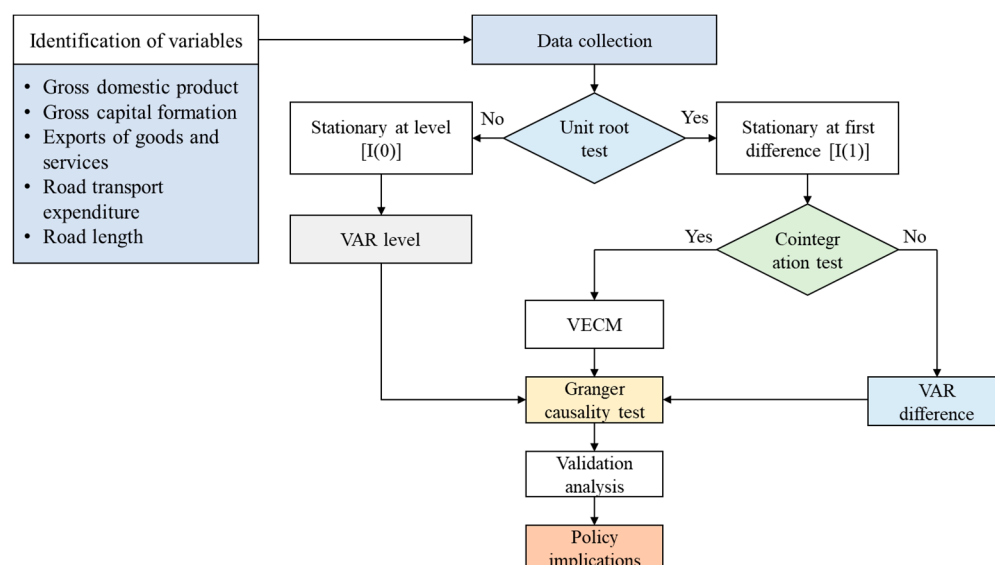 Identification of variables
• Gross domestic product
• Gross capital formation
• Exports of goods and
services
• Road transport
expenditure
• Road length
Data collection
No
Unit root
test
Yes
Stationary at level
[I(0)]
Stationary at first
difference [I(1)]
VAR level
Yes
Cointegr
ation test
No
VECM
Granger
causality test
VAR
difference
Validation
analysis
Policy
implications